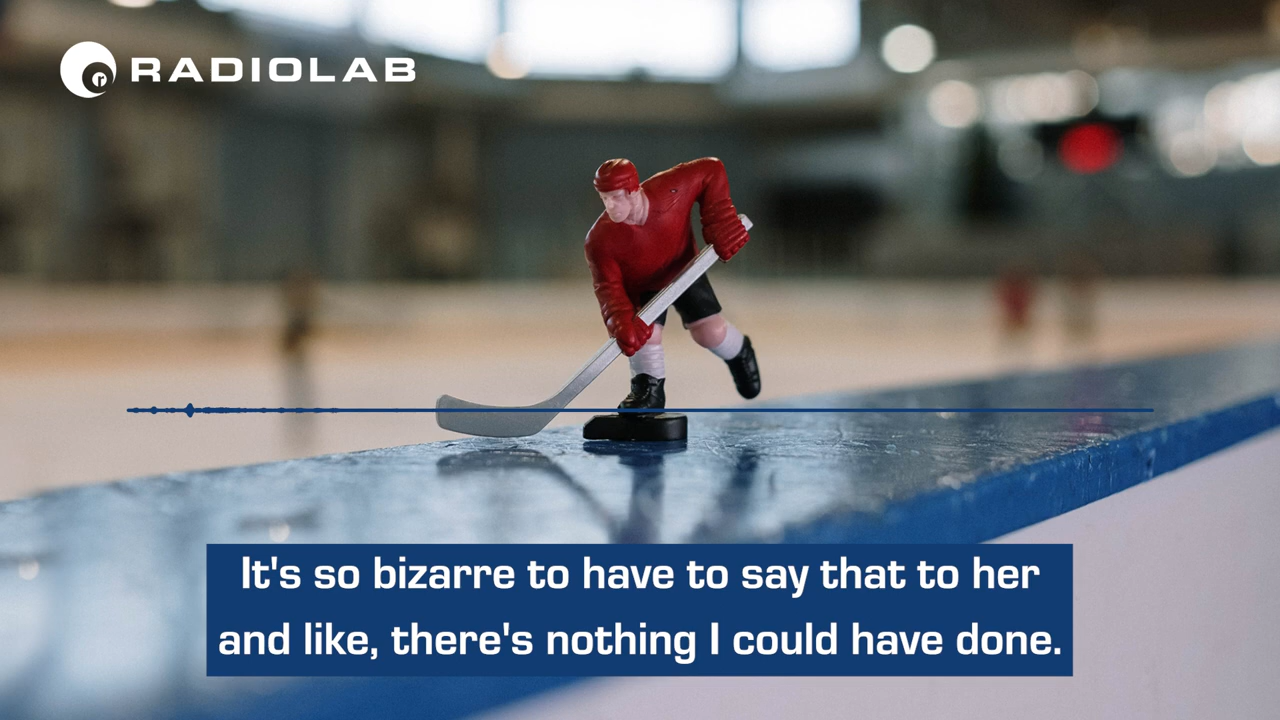 RADIOLAB
It's so bizarre to have to say that to her
and like, there's nothing I could have done.